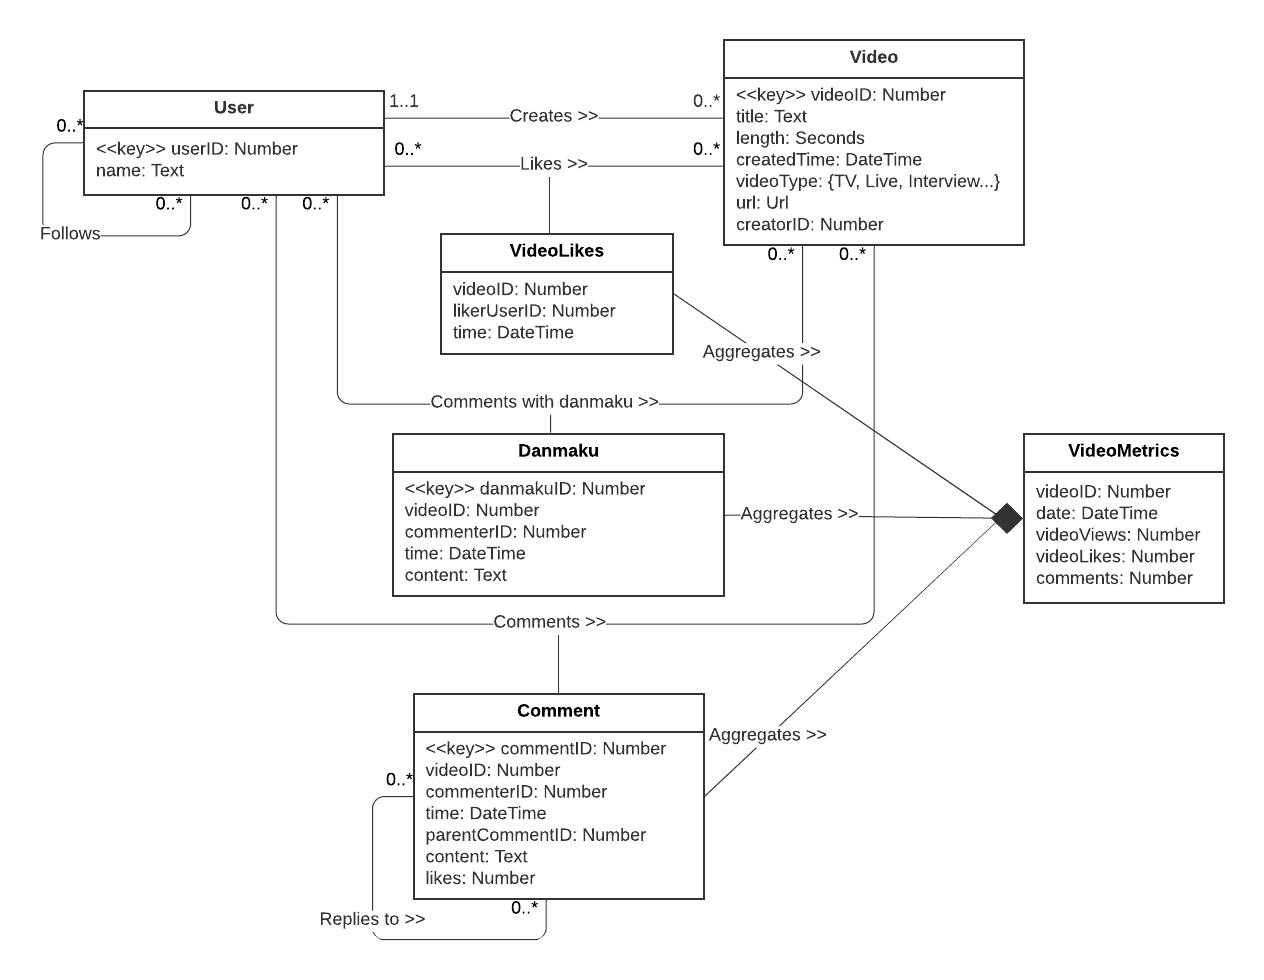 Video
<<key>> videoID: Number
title: Text
length: Seconds
createdTime: DateTime
videoType: {TV, Live, Interview...}
url: Url
creatorID: Number
User
<<key>> userID: Number
name: Text
1..1
Creates >>
0..*
0..*
Likes >>
0..*
0..*
Follows
0..*
0..*
0..*
0..*
0..*
VideoLikes
videoID: Number
likerUserID: Number
time: DateTime
Aggregates >>
Comments with danmaku >>
Danmaku
<<key>> danmakuID: Number
videoID: Number
commenterID: Number
time: DateTime
content: Text
Aggregates >>
VideoMetrics
videoID: Number
date: DateTime
videoViews: Number
videoLikes: Number
comments: Number
Comments >>
Comment
<<key>> commentID: Number
videoID: Number
commenterID: Number
time: DateTime
parentCommentID: Number
content: Text
likes: Number
Aggregates >>
0..*
Replies to >>
0..*